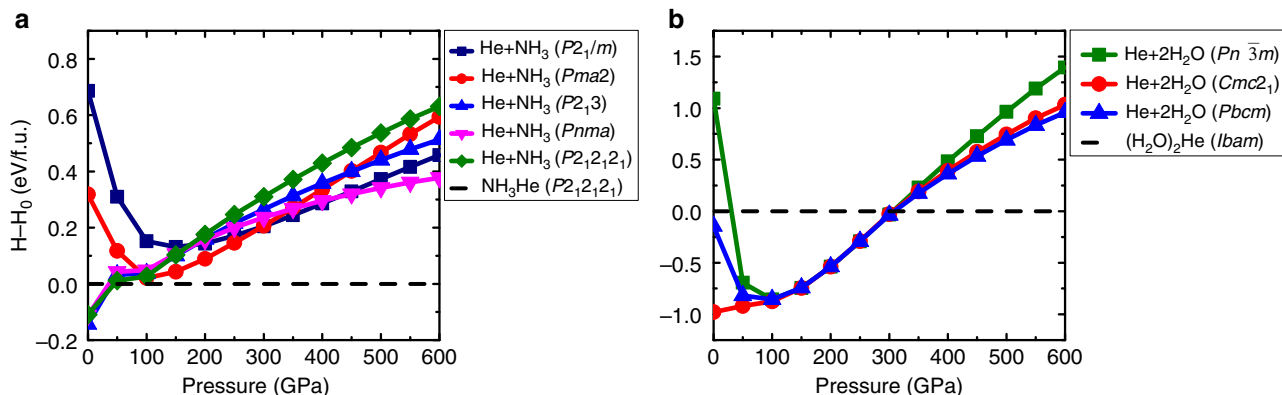 a
H–H₀ (eV/f.u.)
0.8
0.6
0.4
0.2
0.0
–0.2
0 100 200 300 400 500 600
Pressure (GPa)
He+NH₃ (P2₁/m)
He+NH₃ (Pma2)
He+NH₃ (P2₁3)
He+NH₃ (Pnma)
He+NH₃ (P2₁2₁2₁)
NH₃He (P2₁2₁2₁)
b
1.5
1.0
0.5
0.0
–0.5
–1.0
0 100 200 300 400 500 600
Pressure (GPa)
He+2H₂O (Pn 3̅m)
He+2H₂O (Cmc2₁)
He+2H₂O (Pbcm)
(H₂O)₂He (Ibam)